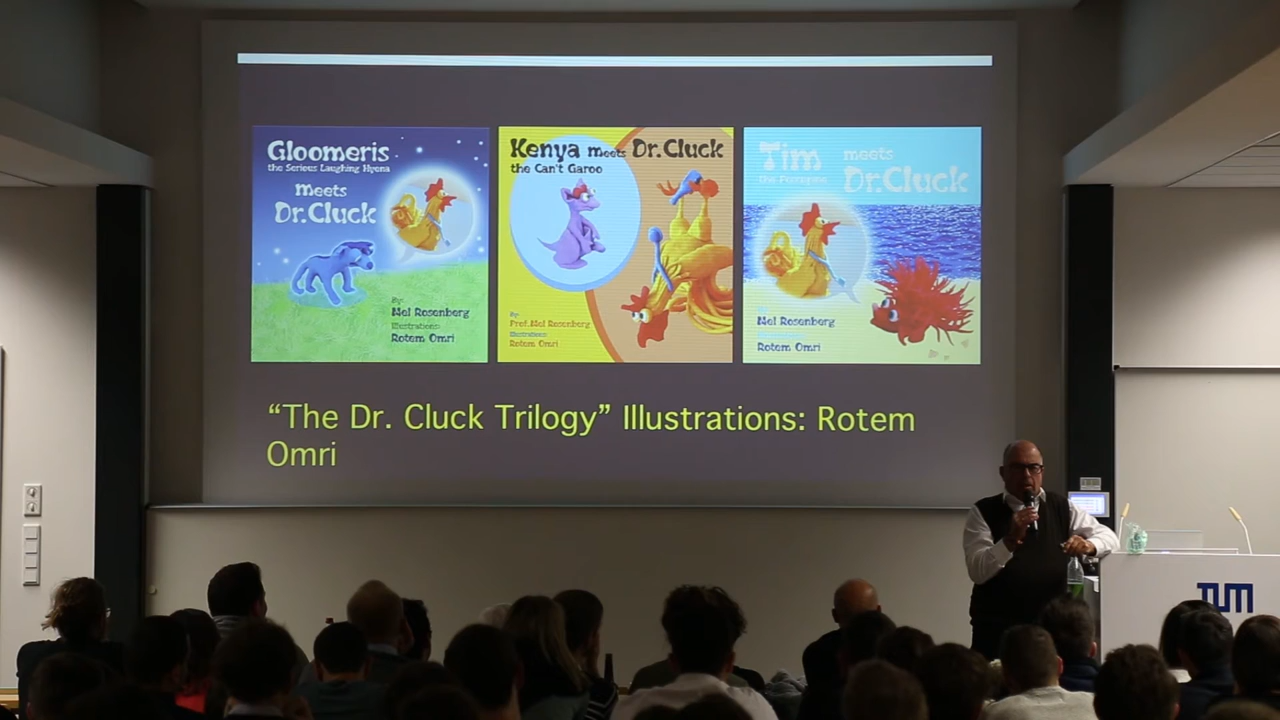 Gloomeris
the Serious Laughing Hyena
meets
Dr.Cluck
By:
Mel Rosenberg
Illustrations:
Rotem Omri
Kenya meets Dr.Cluck
the Can't Garoo
By:
Prof.Mel Rosenberg
Illustrations:
Rotem Omri
Tim meets
the Porcupine
Dr.Cluck
Mel Rosenberg
Rotem Omri
“The Dr. Cluck Trilogy” Illustrations: Rotem
Omri
TUM